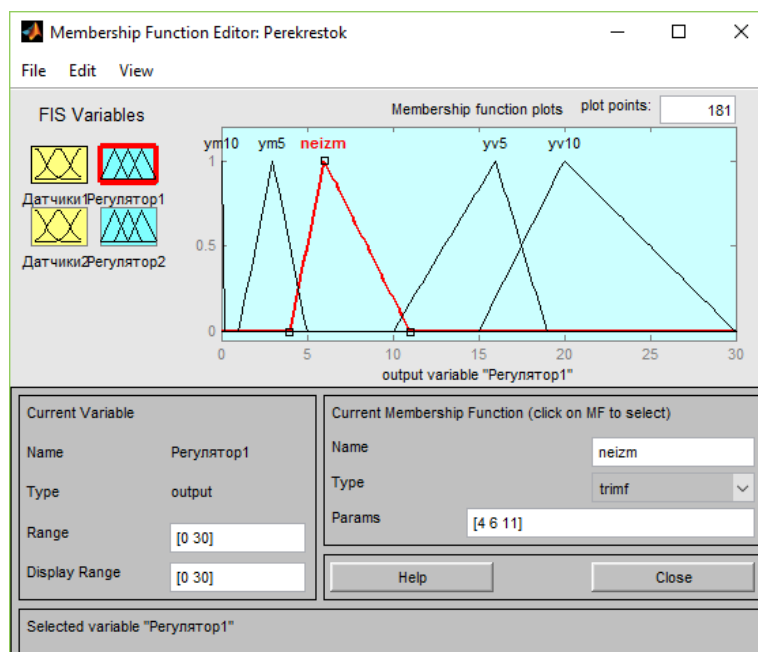 Membership Function Editor: Perekrestok
File Edit View
FIS Variables
Датчики1 Регулятор1
Датчики2 Регулятор2
Membership function plots plot points: 181
ym10 ym5 neizm yv5 yv10
1
0.5
0
0 5 10 15 20 25 30
output variable "Регулятор1"
Current Variable
Name Регулятор1
Type output
Range [0 30]
Display Range [0 30]
Current Membership Function (click on MF to select)
Name neizm
Type trimf
Params [4 6 11]
Help Close
Selected variable "Регулятор1"